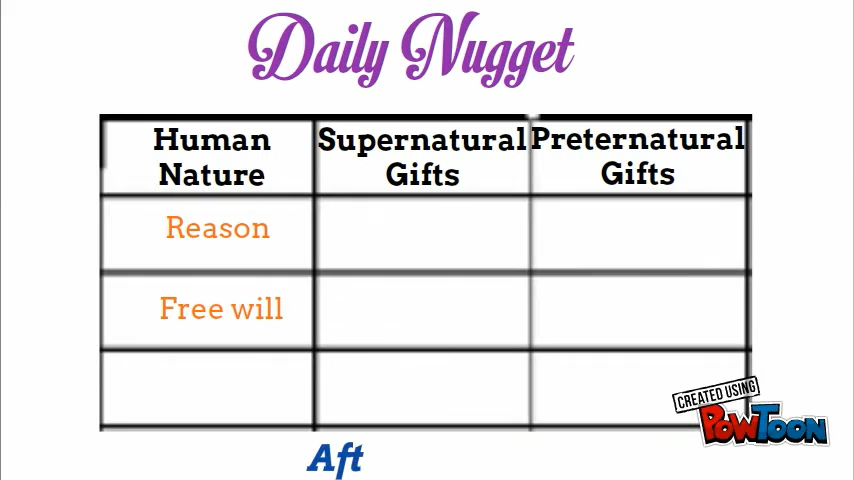 Daily Nugget
Human Supernatural Preternatural
Nature Gifts Gifts
Reason
Free will
CREATED USING
POWTOON
Aft